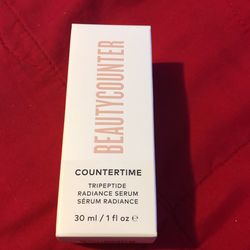 BEAUTYCOUNTER
COUNTERTIME
TRIPEPTIDE
RADIANCE SERUM
SÉRUM RADIANCE
30 ml / 1 fl oz ℮